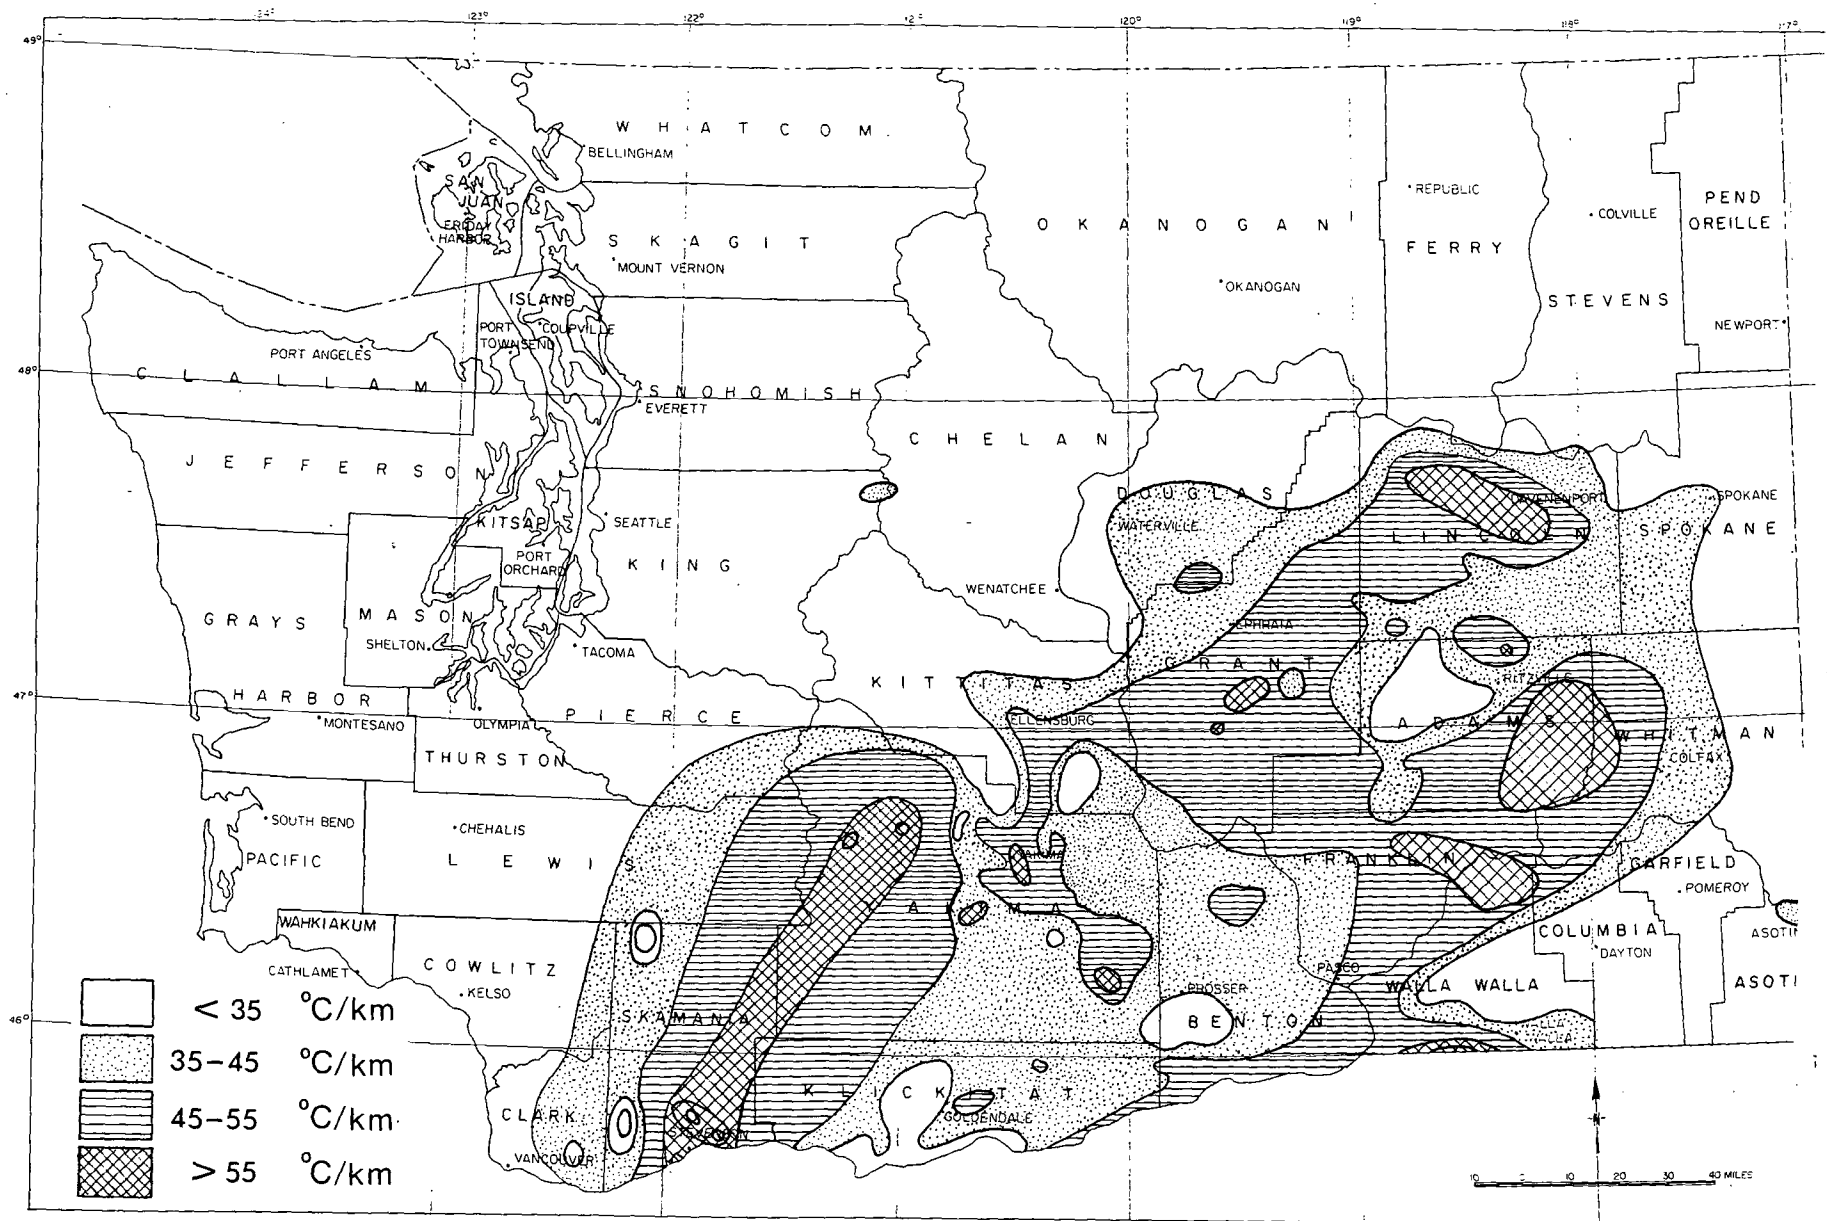 124°
123°
122°
120°
119°
118°
117°
49°
WHATCOM
BELLINGHAM
SAN
JUAN
FRIDAY
HARBOR
SKAGIT
MOUNT VERNON
OKANOGAN
OKANOGAN
REPUBLIC
FERRY
COLVILLE
STEVENS
PEND
OREILLE
NEWPORT
ISLAND
PORT
TOWNSEND
COUPVILLE
PORT ANGELES
48°
CLALLAM
SNOHOMISH
EVERETT
CHELAN
JEFFERSON
DOUGLAS
WATERVILLE
LINCOLN
SPOKANE
SPOKANE
KITSAP
SEATTLE
PORT
ORCHARD
KING
WENATCHEE
GRAYS
MASON
SHELTON
TACOMA
EPHRATA
GRANT
RITZVILLE
47°
HARBOR
MONTESANO
OLYMPIA
PIERCE
KITTITAS
ELLENSBURG
ADAMS
WHITMAN
COLFAX
THURSTON
SOUTH BEND
PACIFIC
CHEHALIS
LEWIS
YAKIMA
FRANKLIN
GARFIELD
POMEROY
WAHKIAKUM
CATHLAMET
COWLITZ
KELSO
COLUMBIA
DAYTON
PASCO
WALLA WALLA
PROSSER
BENTON
46°
SKAMANIA
CLARK
VANCOUVER
KLICKITAT
GOLDENDALE
< 35 °C/km
35–45 °C/km
45–55 °C/km
> 55 °C/km
N
10 5 10 20 30 40 MILES